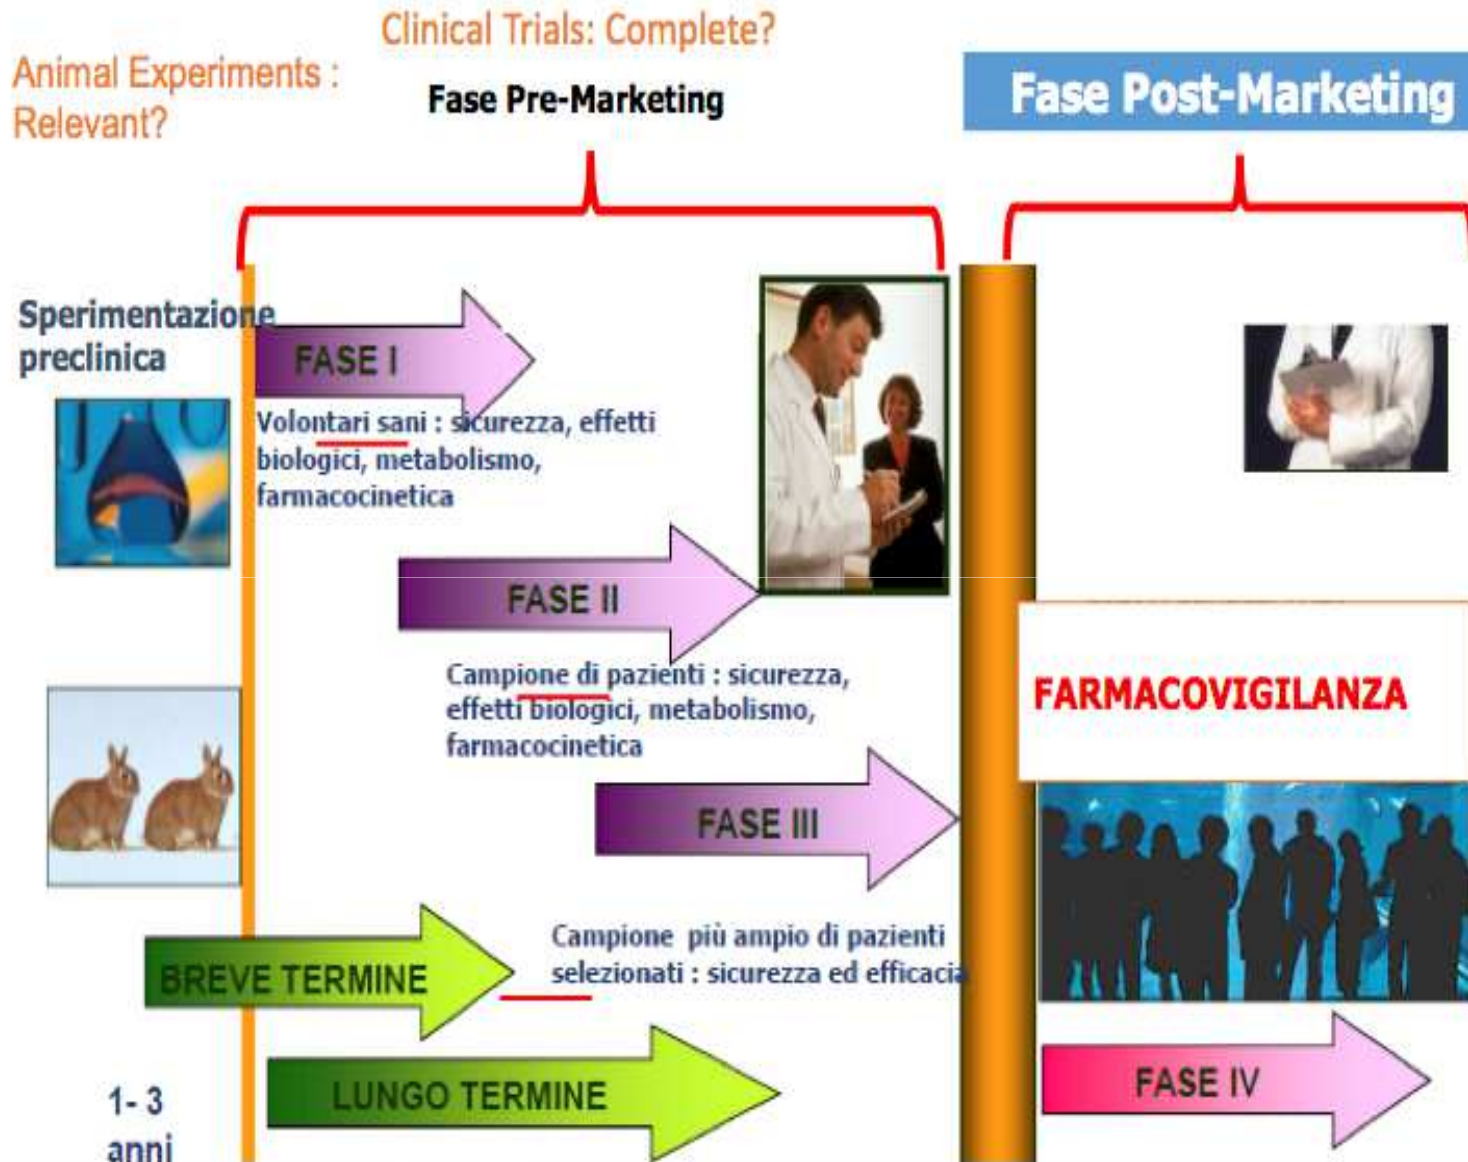 Clinical Trials: Complete?
Animal Experiments :
Relevant?
Fase Pre-Marketing
Fase Post-Marketing
Sperimentazione
preclinica
FASE I
Volontari sani : sicurezza, effetti
biologici, metabolismo,
farmacocinetica
FASE II
Campione di pazienti : sicurezza,
effetti biologici, metabolismo,
farmacocinetica
FARMACOVIGILANZA
FASE III
Campione più ampio di pazienti
selezionati : sicurezza ed efficacia
BREVE TERMINE
LUNGO TERMINE
FASE IV
1- 3
anni